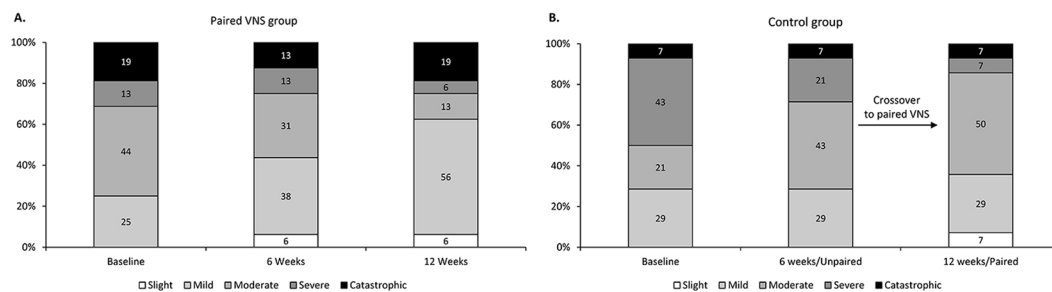 A.
Paired VNS group
100%
80%
60%
40%
20%
0%
19
13
44
25
13
13
31
38
6
19
6
13
56
6
Baseline
6 Weeks
12 Weeks
Slight
Mild
Moderate
Severe
Catastrophic
B.
Control group
100%
80%
60%
40%
20%
0%
7
43
21
29
7
21
43
29
Crossover
to paired VNS
7
7
50
29
7
Baseline
6 weeks/Unpaired
12 weeks/Paired
Slight
Mild
Moderate
Severe
Catastrophic